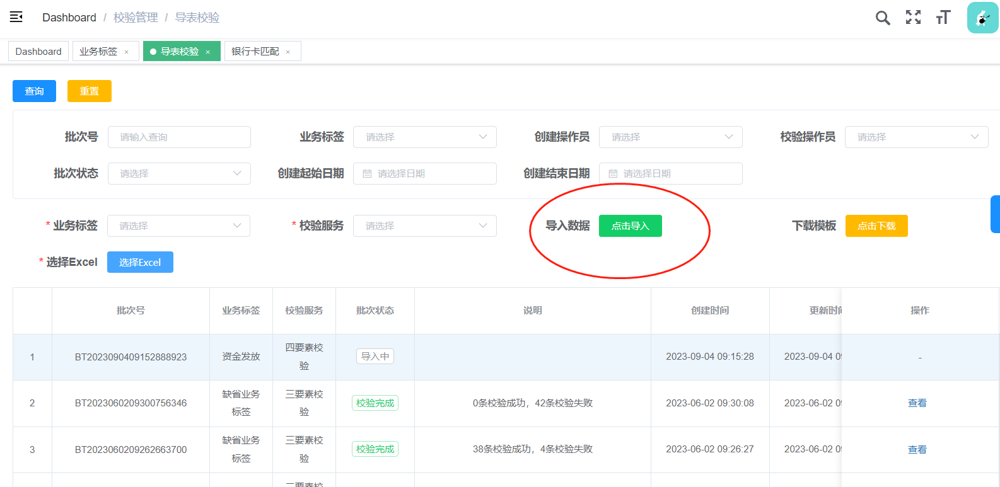 Dashboard / 校验管理 / 导表校验
Dashboard 业务标签 × 导表校验 × 银行卡匹配 ×
查询 重置
批次号 请输入查询 业务标签 请选择 创建操作员 请选择 校验操作员 请选择
批次状态 请选择 创建起始日期 请选择日期 创建结束日期 请选择日期
* 业务标签 请选择 * 校验服务 请选择 导入数据 点击导入 下载模板 点击下载
* 选择Excel 选择Excel
批次号 业务标签 校验服务 批次状态 说明 创建时间 更新时间 操作
1 BT2023090409152888923 资金发放 四要素校验 导入中 2023-09-04 09:15:28 2023-09-04 09 -
2 BT2023060209300756346 缺省业务标签 三要素校验 校验完成 0条校验成功，42条校验失败 2023-06-02 09:30:08 2023-06-02 09 查看
3 BT2023060209262663700 缺省业务标签 三要素校验 校验完成 38条校验成功，4条校验失败 2023-06-02 09:26:27 2023-06-02 09 查看
三要素校